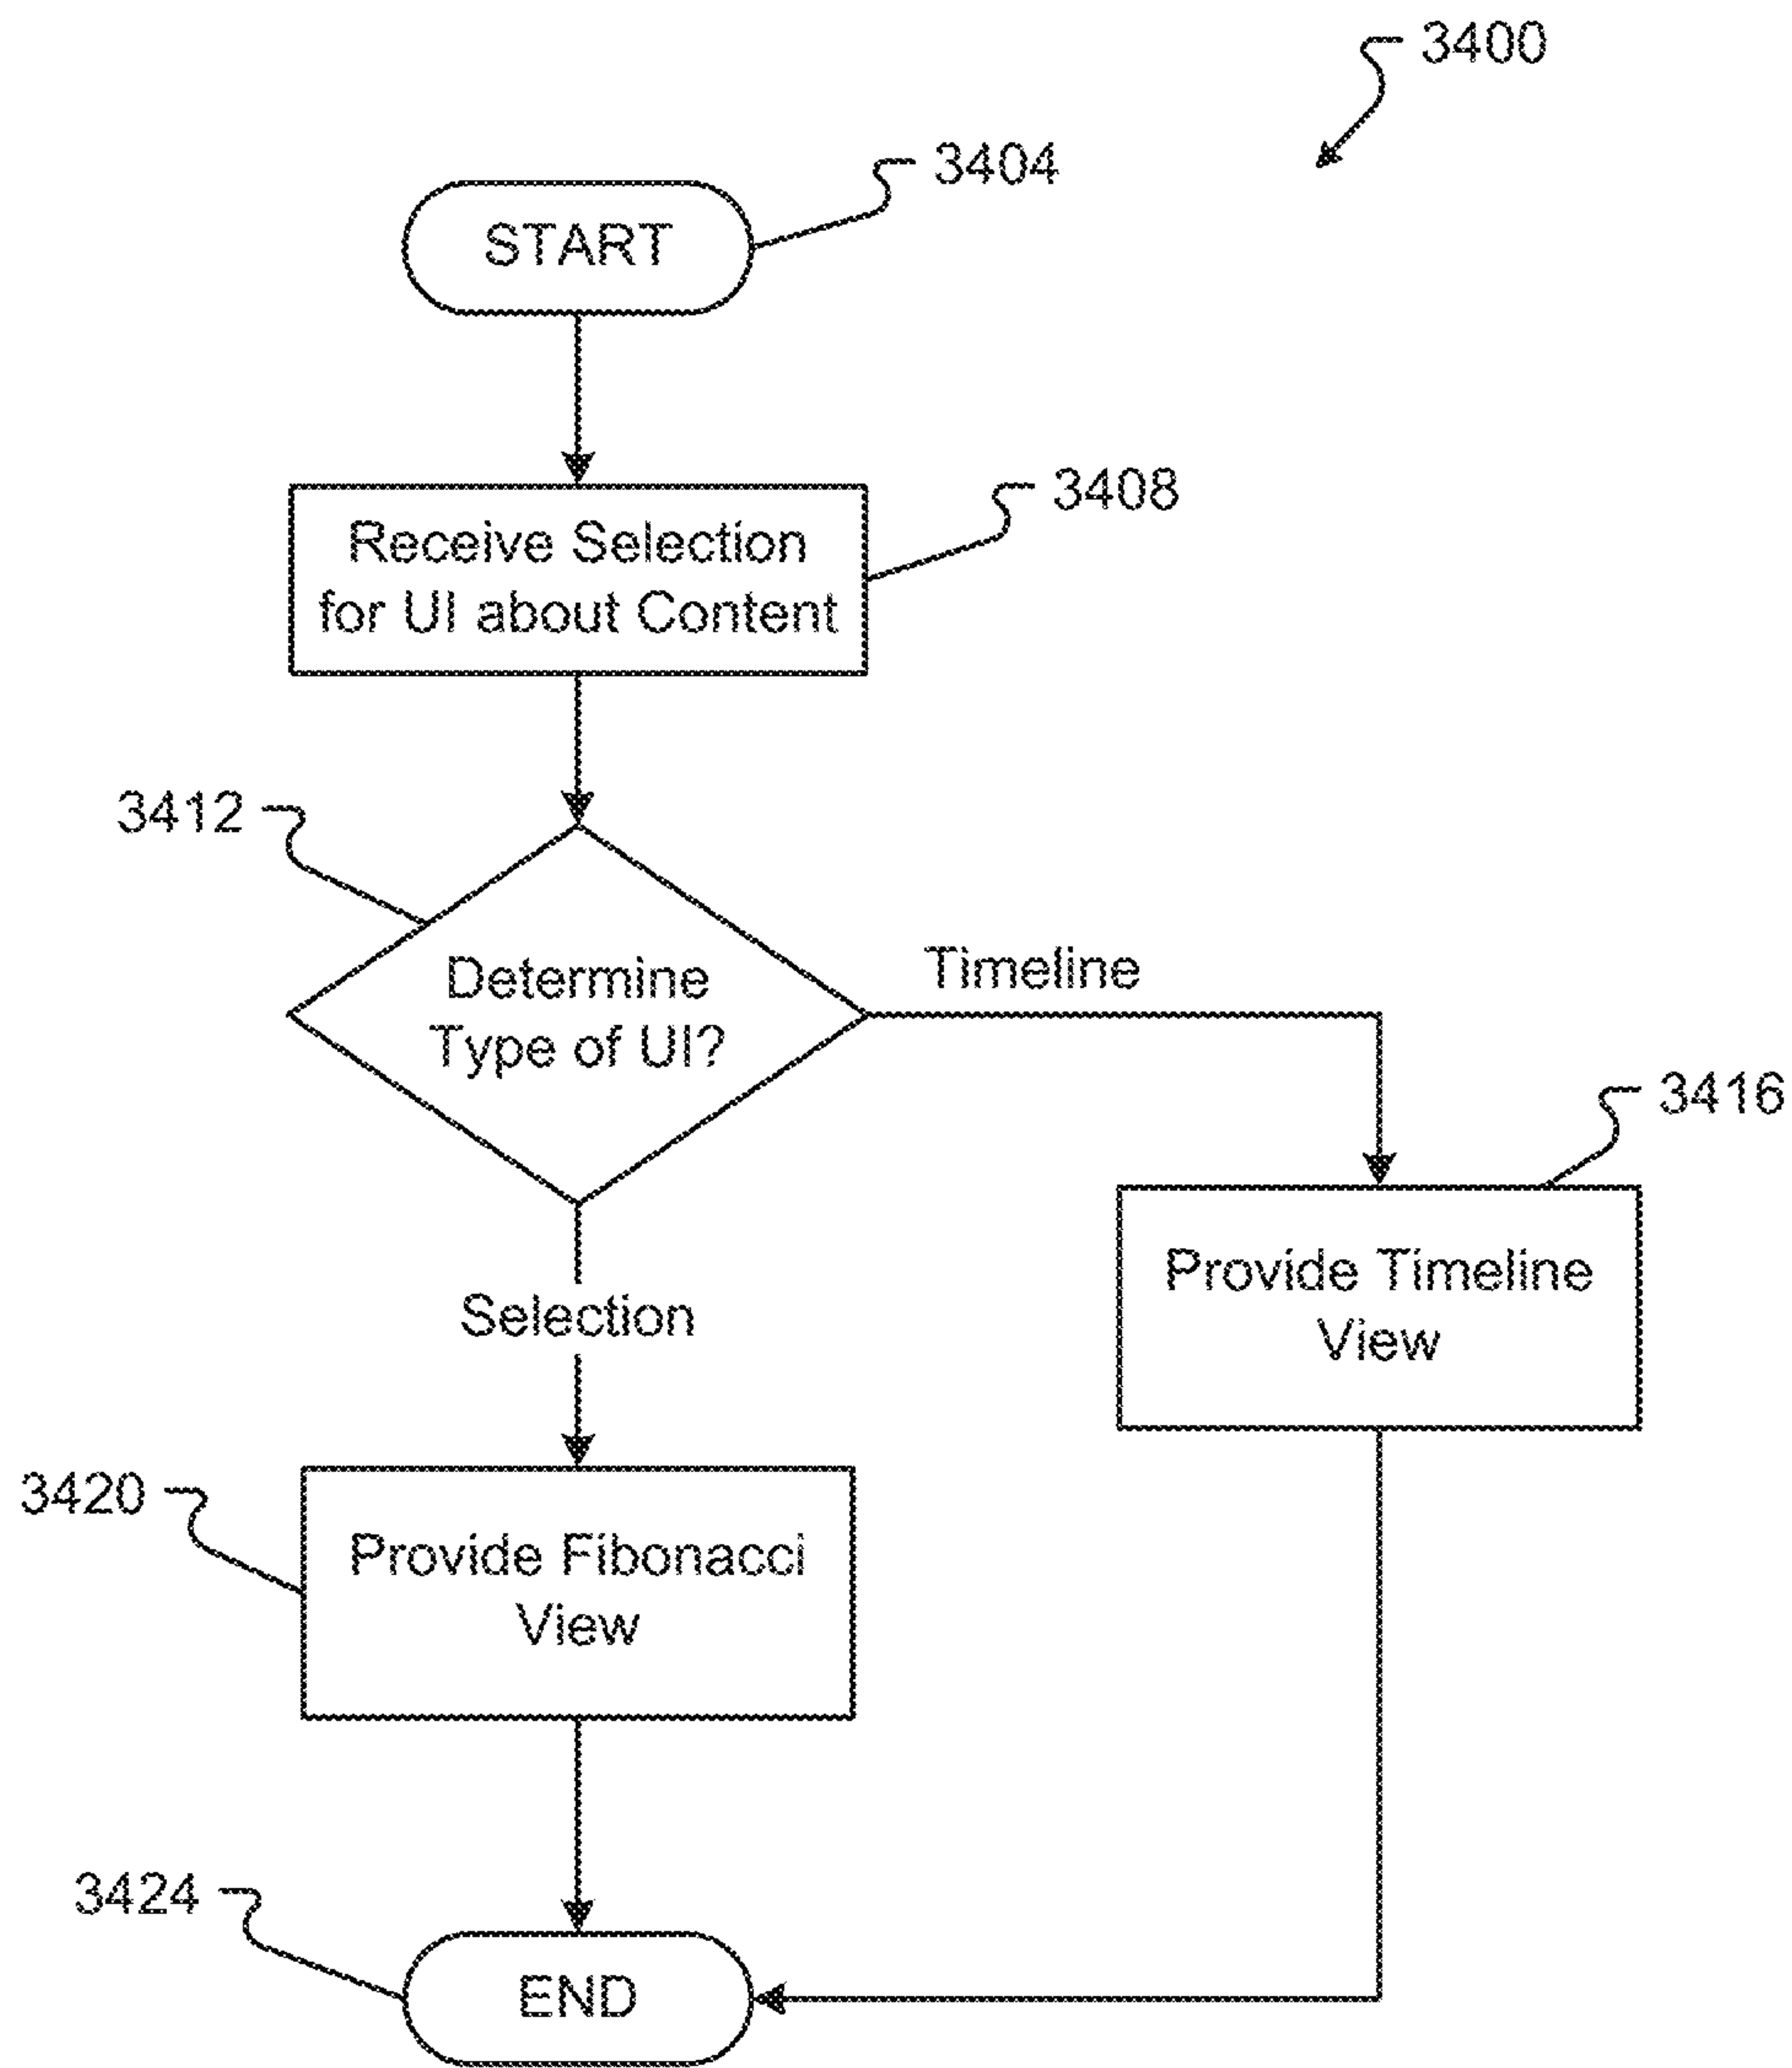 3400
3404
START
3408
Receive Selection
for UI about Content
3412
Determine
Type of UI?
Timeline
3416
Provide Timeline
View
Selection
3420
Provide Fibonacci
View
3424
END